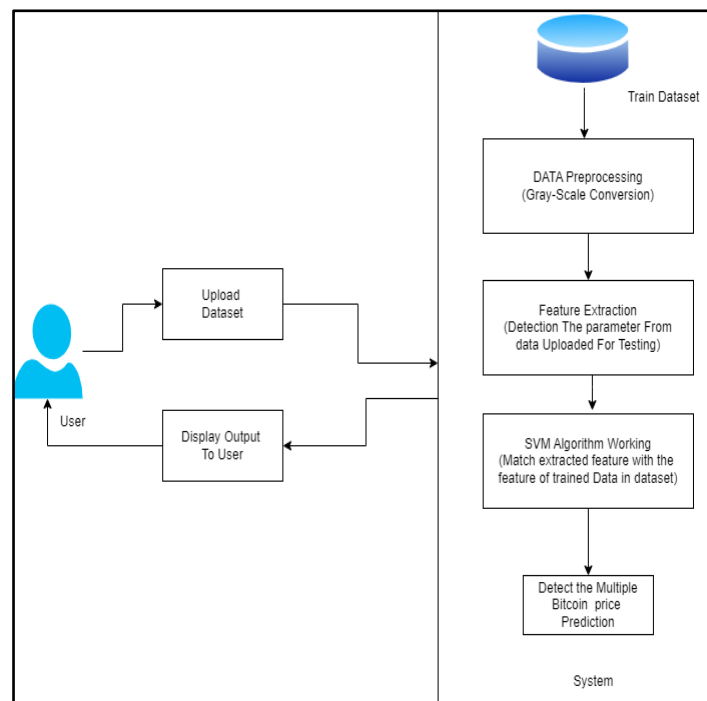 Train Dataset
DATA Preprocessing
(Gray-Scale Conversion)
Upload
Dataset
Feature Extraction
(Detection The parameter From
data Uploaded For Testing)
User
Display Output
To User
SVM Algorithm Working
(Match extracted feature with the
feature of trained Data in dataset)
Detect the Multiple
Bitcoin price
Prediction
System